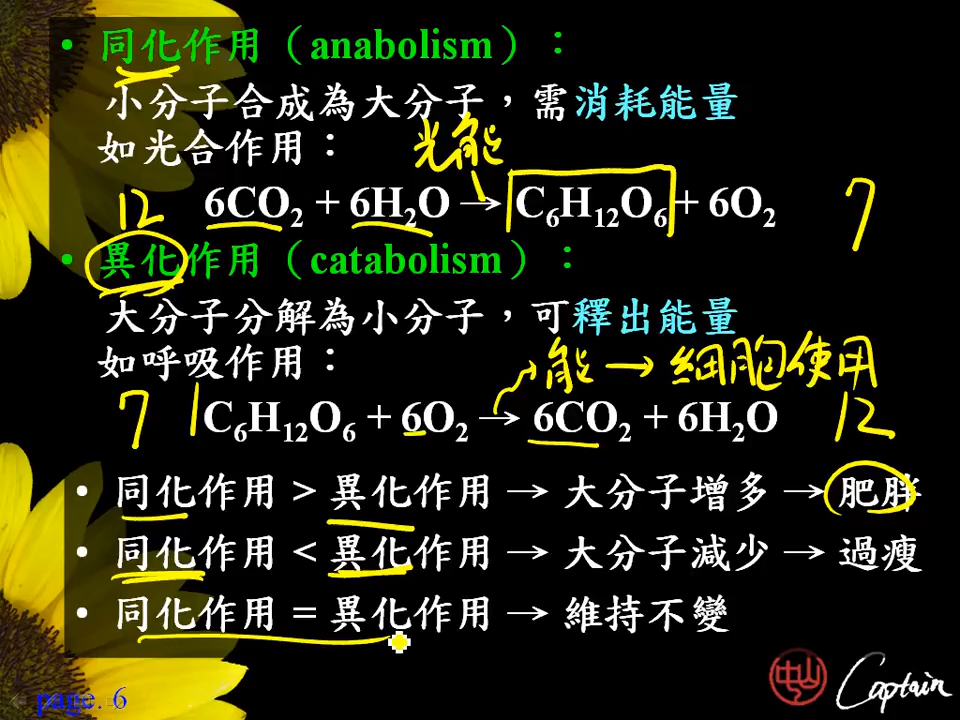 • 同化作用（anabolism）：
小分子合成為大分子，需消耗能量
如光合作用：
光能
12 6CO₂ + 6H₂O → C₆H₁₂O₆ + 6O₂ 7
• 異化作用（catabolism）：
大分子分解為小分子，可釋出能量
如呼吸作用：
能→細胞使用
7 1C₆H₁₂O₆ + 6O₂ → 6CO₂ + 6H₂O 12
• 同化作用 > 異化作用 → 大分子增多 → 肥胖
• 同化作用 < 異化作用 → 大分子減少 → 過瘦
• 同化作用 = 異化作用 → 維持不變
page. 6
Captain